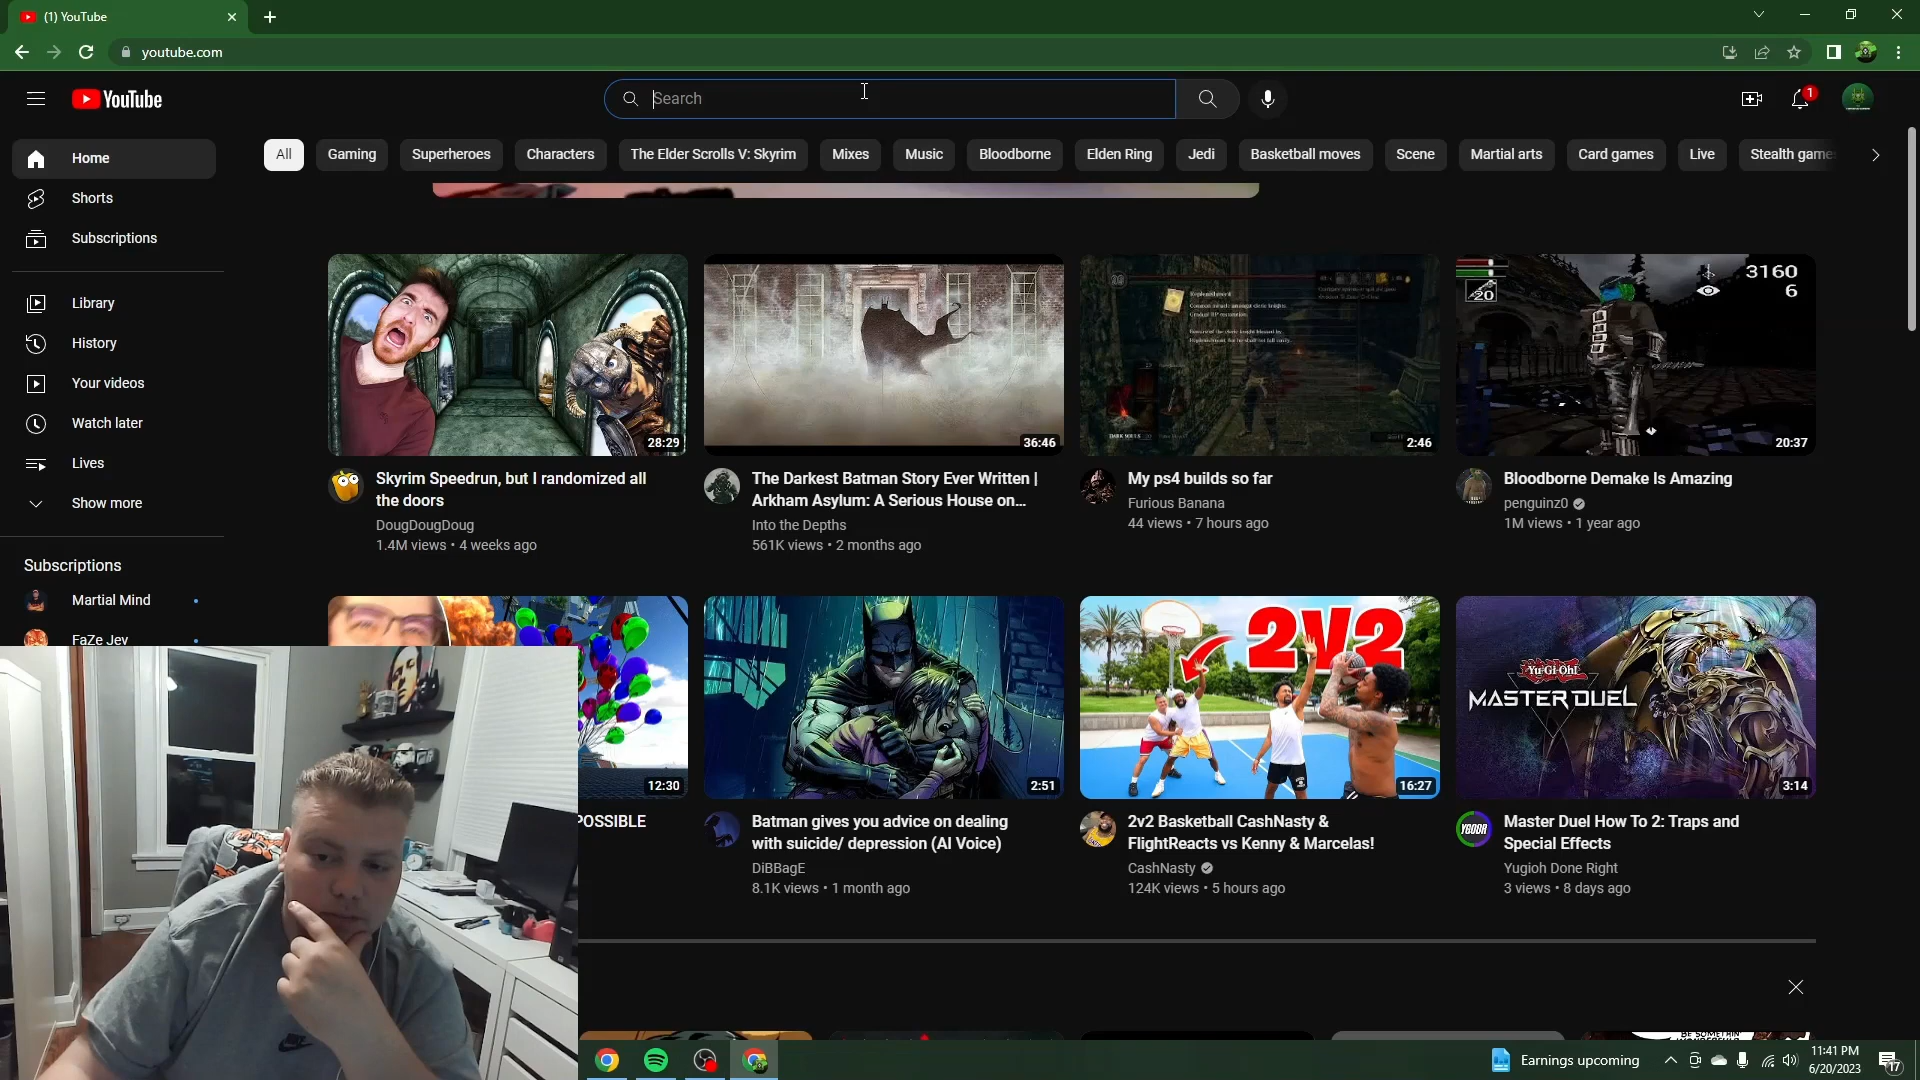 (1) YouTube
youtube.com
YouTube
Search
1
Home
Shorts
Subscriptions
Library
History
Your videos
Watch later
Lives
Show more
Subscriptions
Martial Mind
FaZe Jev
All
Gaming
Superheroes
Characters
The Elder Scrolls V: Skyrim
Mixes
Music
Bloodborne
Elden Ring
Jedi
Basketball moves
Scene
Martial arts
Card games
Live
Stealth game
28:29
Skyrim Speedrun, but I randomized all
the doors
DougDougDoug
1.4M views • 4 weeks ago
36:46
The Darkest Batman Story Ever Written |
Arkham Asylum: A Serious House on...
Into the Depths
561K views • 2 months ago
DARK SOULS
2:46
My ps4 builds so far
Furious Banana
44 views • 7 hours ago
20
3160
6
20:37
Bloodborne Demake Is Amazing
penguinz0
1M views • 1 year ago
12:30
POSSIBLE
2:51
Batman gives you advice on dealing
with suicide/ depression (AI Voice)
DiBBagE
8.1K views • 1 month ago
2V2
16:27
2v2 Basketball CashNasty &
FlightReacts vs Kenny & Marcelas!
CashNasty
124K views • 5 hours ago
Yu-Gi-Oh!
MASTER DUEL
3:14
YGODR
Master Duel How To 2: Traps and
Special Effects
Yugioh Done Right
3 views • 8 days ago
BE SOMETHIN'
Earnings upcoming
11:41 PM
6/20/2023
17